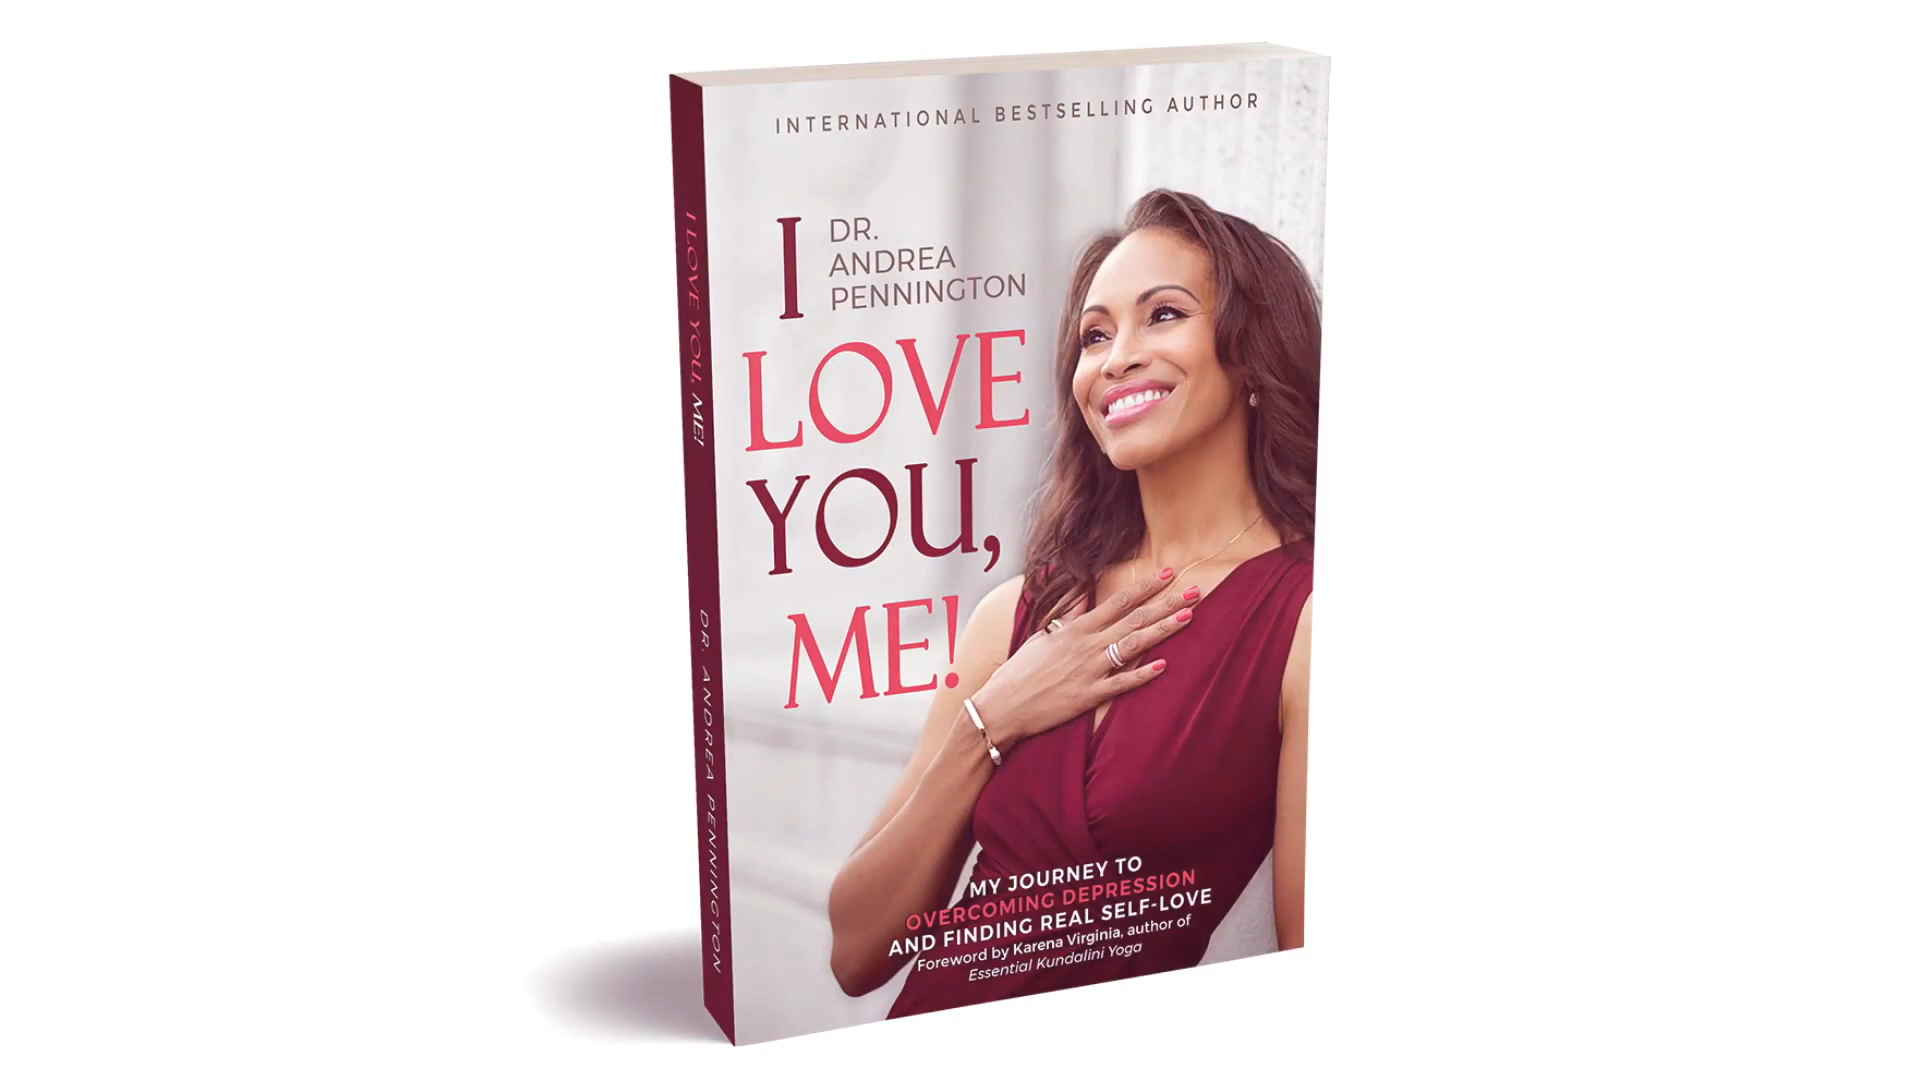 INTERNATIONAL BESTSELLING AUTHOR
I
DR.
ANDREA
PENNINGTON
LOVE
YOU,
ME!
MY JOURNEY TO
OVERCOMING DEPRESSION
AND FINDING REAL SELF-LOVE
Foreword by Karena Virginia, author of
Essential Kundalini Yoga
I LOVE YOU, ME!
DR. ANDREA PENNINGTON